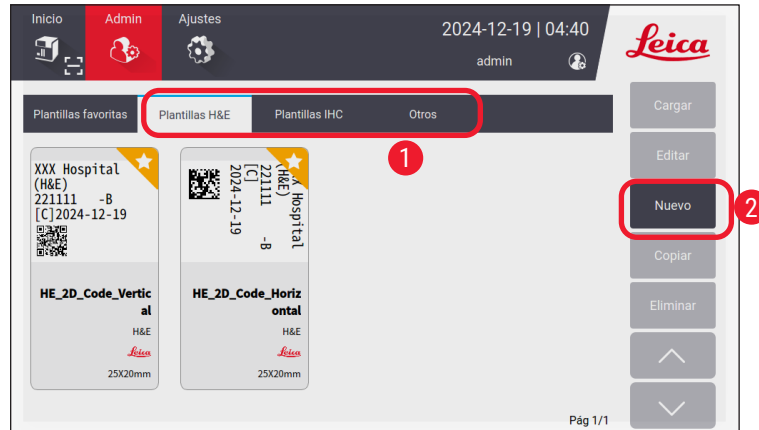 Inicio
Admin
Ajustes
2024-12-19 | 04:40
admin
Leica
Plantillas favoritas
Plantillas H&E
Plantillas IHC
Otros
1
Cargar
Editar
Nuevo
2
Copiar
Eliminar
XXX Hospital
(H&E)
221111 -B
[C]2024-12-19
HE_2D_Code_Vertic
al
H&E
Leica
25X20mm
X Hospital
(H&E)
221111 -B
[C]
2024-12-19
HE_2D_Code_Horiz
ontal
H&E
Leica
25X20mm
Pág 1/1